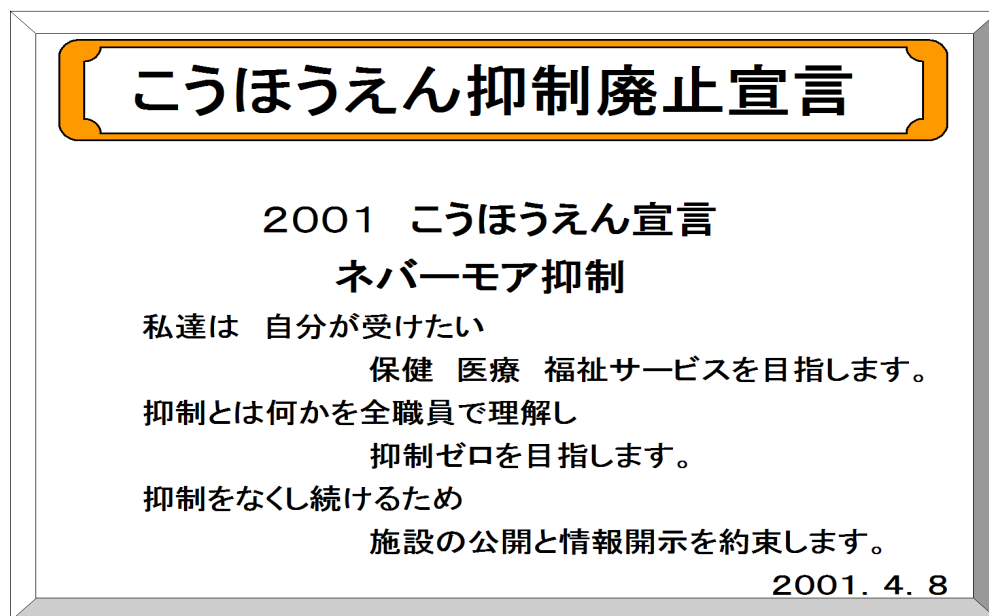 こうほうえん抑制廃止宣言
２００１　こうほうえん宣言
ネバーモア抑制
私達は　自分が受けたい
保健　医療　福祉サービスを目指します。
抑制とは何かを全職員で理解し
抑制ゼロを目指します。
抑制をなくし続けるため
施設の公開と情報開示を約束します。
２００１．４．８